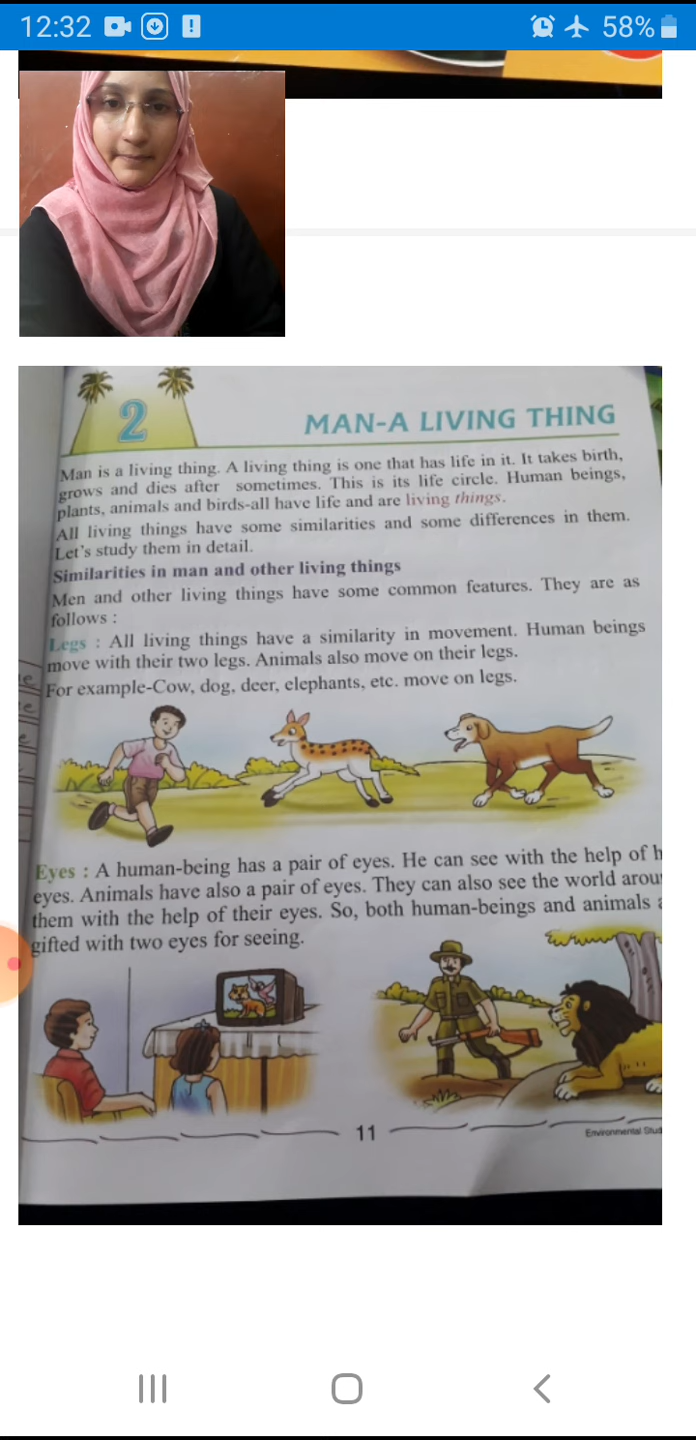 12:32
58%
2
MAN-A LIVING THING
Man is a living thing. A living thing is one that has life in it. It takes birth,
grows and dies after sometimes. This is its life circle. Human beings,
plants, animals and birds-all have life and are living things.
All living things have some similarities and some differences in them.
Let's study them in detail.
Similarities in man and other living things
Men and other living things have some common features. They are as
follows :
Legs : All living things have a similarity in movement. Human beings
move with their two legs. Animals also move on their legs.
For example-Cow, dog, deer, elephants, etc. move on legs.
Eyes : A human-being has a pair of eyes. He can see with the help of h
eyes. Animals have also a pair of eyes. They can also see the world arou
them with the help of their eyes. So, both human-beings and animals a
gifted with two eyes for seeing.
11
Environmental Stud